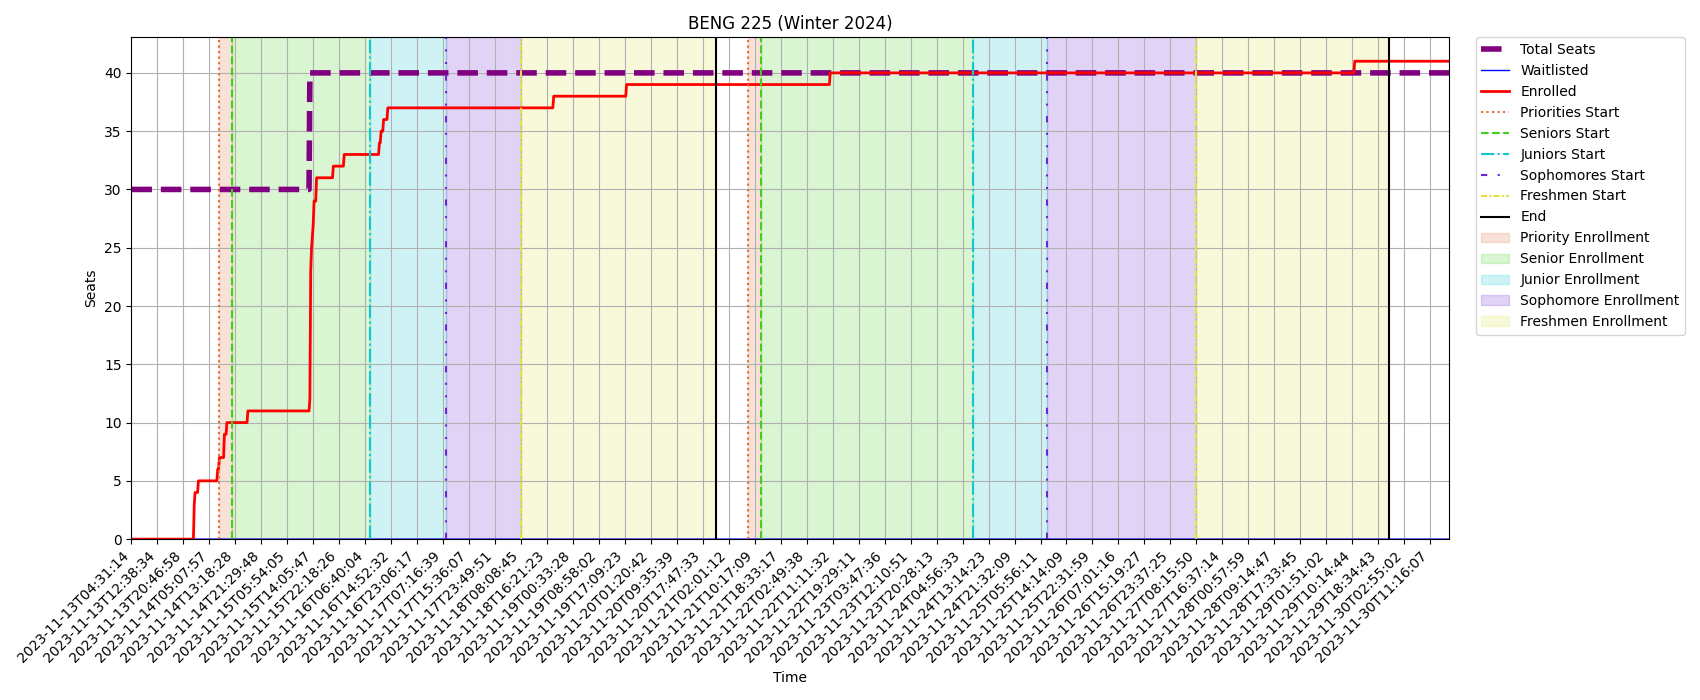 BENG 225 (Winter 2024)
Seats
40
35
30
25
20
15
10
5
0
2023-11-13T04:31:14
2023-11-13T12:38:34
2023-11-13T20:46:58
2023-11-14T05:07:57
2023-11-14T13:18:28
2023-11-14T21:29:48
2023-11-15T05:54:05
2023-11-15T14:05:47
2023-11-15T22:18:26
2023-11-16T06:40:04
2023-11-16T14:52:32
2023-11-16T23:06:17
2023-11-17T07:16:39
2023-11-17T15:36:07
2023-11-17T23:49:51
2023-11-18T08:08:45
2023-11-18T16:21:23
2023-11-19T00:33:28
2023-11-19T08:58:02
2023-11-19T17:09:23
2023-11-20T01:20:42
2023-11-20T09:35:39
2023-11-20T17:47:33
2023-11-21T02:01:12
2023-11-21T10:17:09
2023-11-21T18:33:17
2023-11-22T02:49:38
2023-11-22T11:11:32
2023-11-22T19:29:11
2023-11-23T03:47:36
2023-11-23T12:10:51
2023-11-23T20:28:13
2023-11-24T04:56:33
2023-11-24T13:14:23
2023-11-24T21:32:09
2023-11-25T05:56:11
2023-11-25T14:14:09
2023-11-25T22:31:59
2023-11-26T07:01:16
2023-11-26T15:19:27
2023-11-26T23:37:25
2023-11-27T08:15:50
2023-11-27T16:37:14
2023-11-28T00:57:59
2023-11-28T09:14:47
2023-11-28T17:33:45
2023-11-29T01:51:02
2023-11-29T10:14:44
2023-11-29T18:34:43
2023-11-30T02:55:02
2023-11-30T11:16:07
Time
Total Seats
Waitlisted
Enrolled
Priorities Start
Seniors Start
Juniors Start
Sophomores Start
Freshmen Start
End
Priority Enrollment
Senior Enrollment
Junior Enrollment
Sophomore Enrollment
Freshmen Enrollment